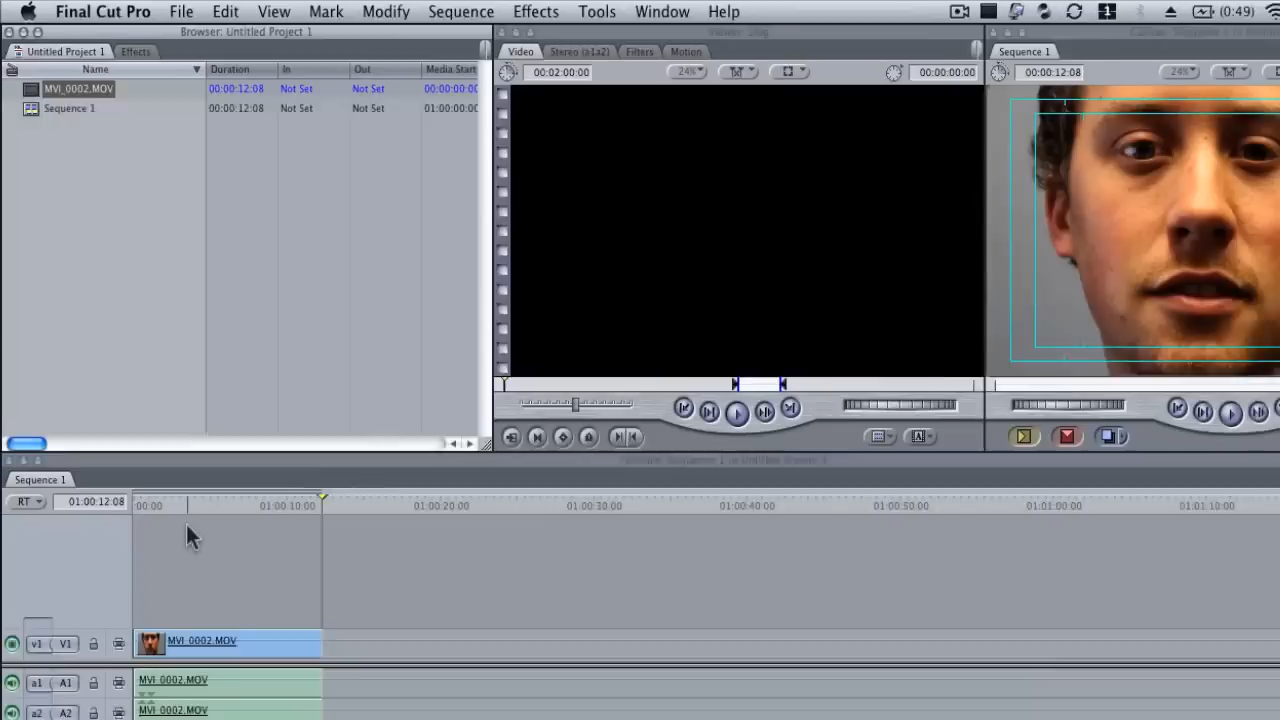 Final Cut Pro File Edit View Mark Modify Sequence Effects Tools Window Help 1 (0:49)
Browser: Untitled Project 1
Untitled Project 1 Effects
Name Duration In Out Media Start
MVI_0002.MOV 00:00:12:08 Not Set Not Set 00:00:00:00
Sequence 1 00:00:12:08 Not Set Not Set 01:00:00:00
Video Stereo (a1a2) Filters Motion
00:02:00:00 24% 00:00:00:00
Sequence 1
00:00:12:08 24%
A
Sequence 1
RT 01:00:12:08 :00:00 01:00:10:00 01:00:20:00 01:00:30:00 01:00:40:00 01:00:50:00 01:01:00:00 01:01:10:00
v1 V1 MVI_0002.MOV
a1 A1 MVI_0002.MOV
a2 A2 MVI_0002.MOV